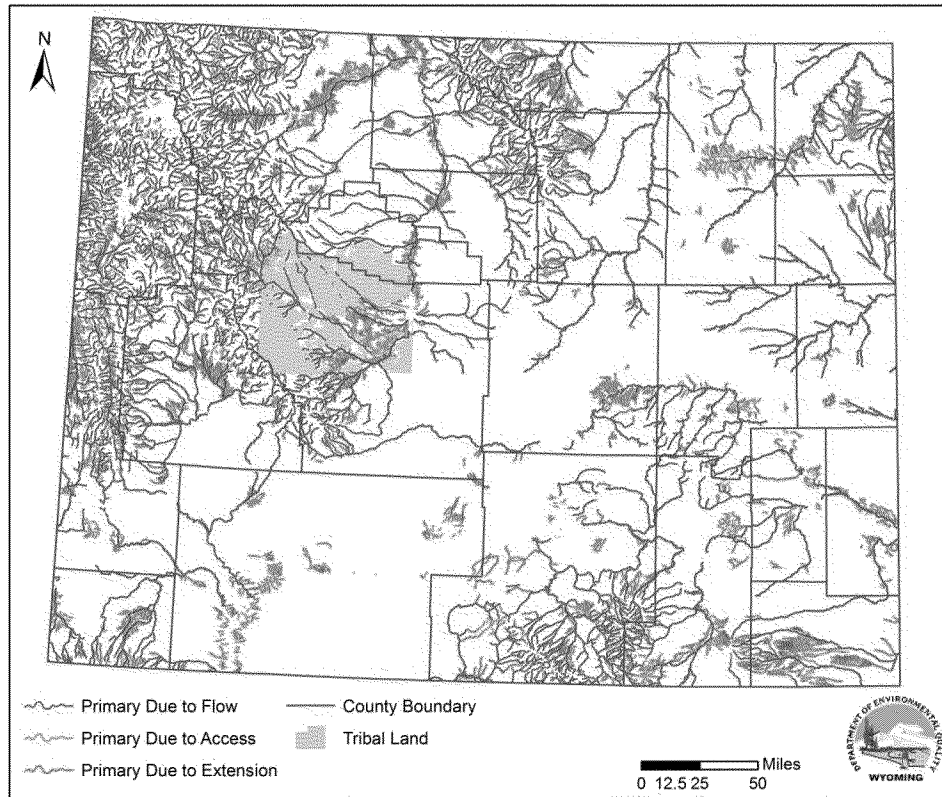 N
Primary Due to Flow
Primary Due to Access
Primary Due to Extension
County Boundary
Tribal Land
Miles
0 12.5 25 50
DEPARTMENT OF ENVIRONMENTAL QUALITY
WYOMING